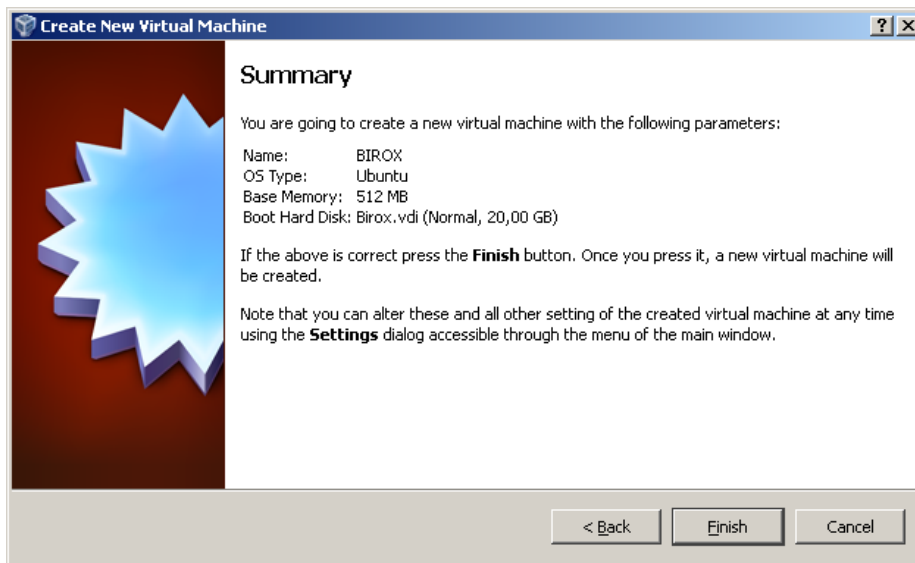 Create New Virtual Machine
Summary
You are going to create a new virtual machine with the following parameters:
Name: BIROX
OS Type: Ubuntu
Base Memory: 512 MB
Boot Hard Disk: Birox.vdi (Normal, 20,00 GB)
If the above is correct press the Finish button. Once you press it, a new virtual machine will
be created.
Note that you can alter these and all other setting of the created virtual machine at any time
using the Settings dialog accessible through the menu of the main window.
< Back Finish Cancel